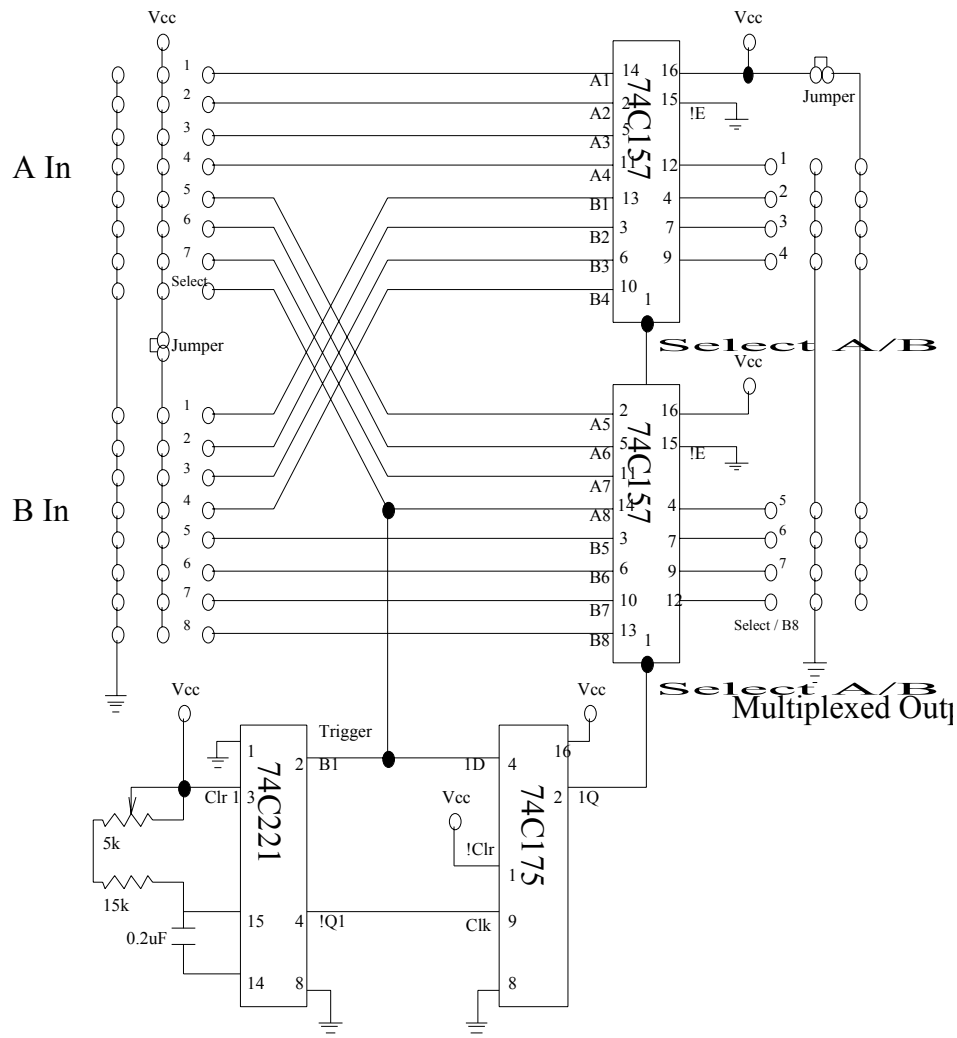 Vcc
Vcc
1
14
16
A1
Jumper
2
2
15
A2
!E
3
5
A3
A In
4
11
12
1
A4
5
13
4
2
B1
6
3
7
3
B2
7
6
9
4
B3
Select
10
B4
1
74C157
Jumper
Select A/B
Vcc
1
2
16
A5
2
5
15
A6
!E
3
11
A7
B In
4
14
4
5
A8
5
3
7
6
B5
6
6
9
7
B6
7
10
12
B7
Select / B8
8
13
B8
1
74C157
Select A/B
Multiplexed Outp
Vcc
Vcc
Trigger
1
2
B1
1D
4
16
Clr 1
3
2
1Q
Vcc
5k
!Clr
1
15k
15
4
!Q1
Clk
9
0.2uF
14
8
8
74C221
74C175